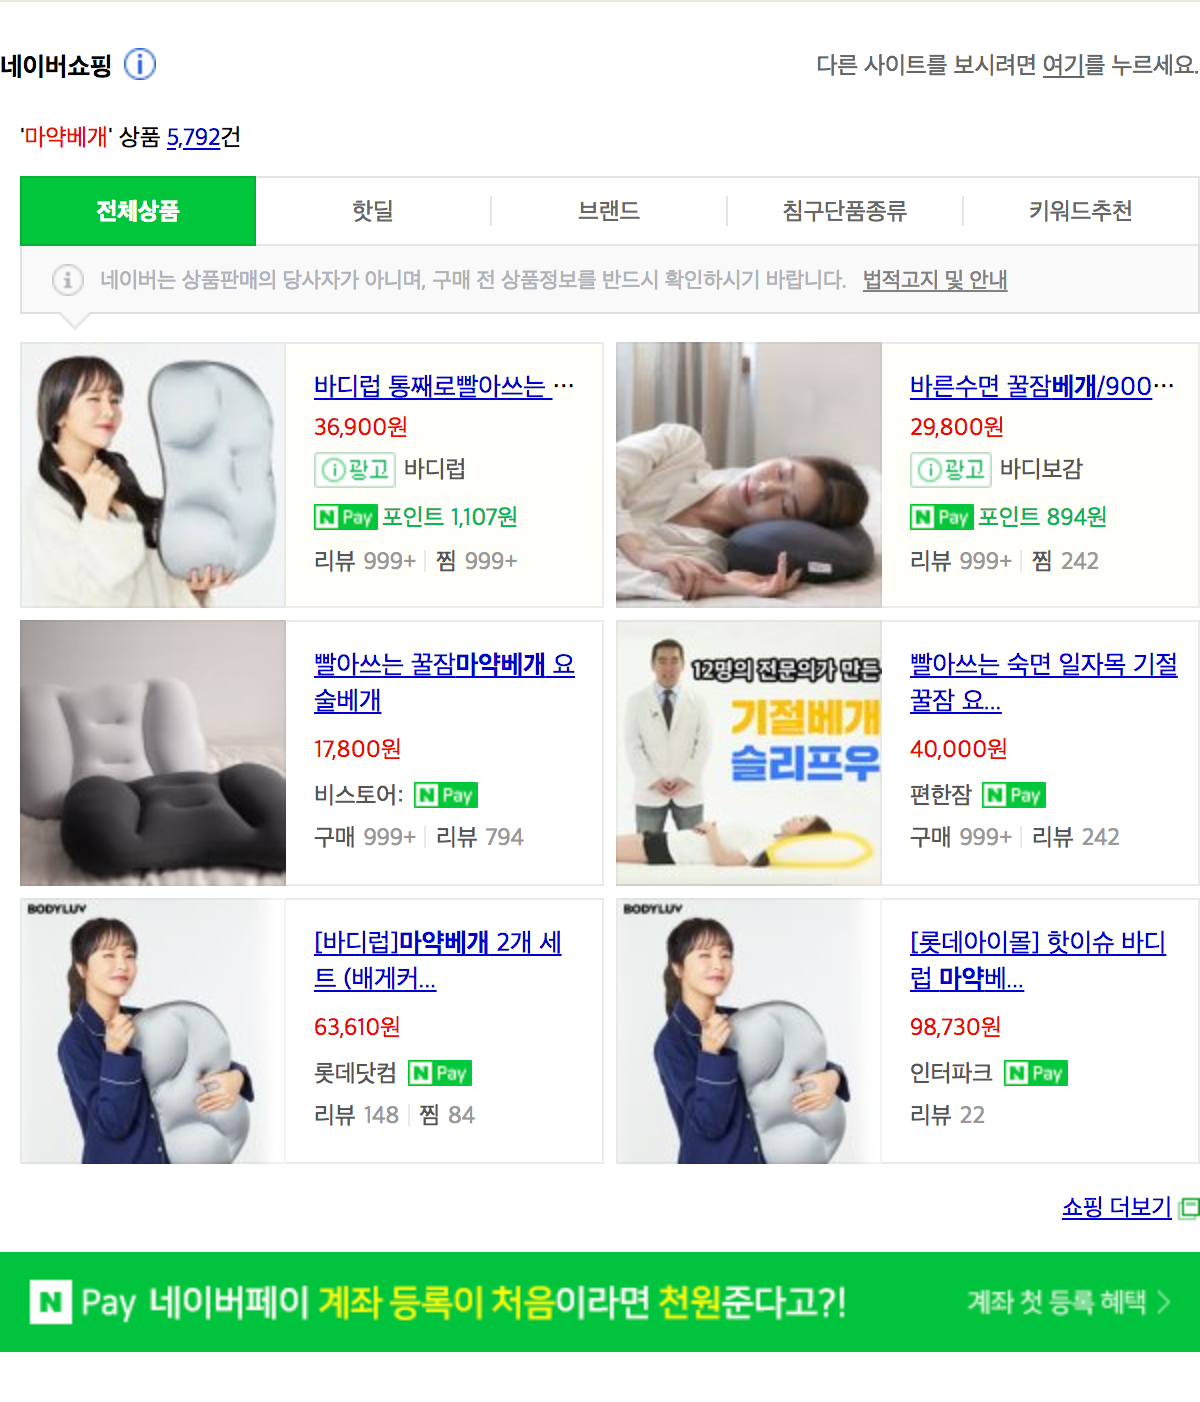 네이버쇼핑
다른 사이트를 보시려면 여기를 누르세요.
'마약베개' 상품 5,792건
전체상품 핫딜 브랜드 침구단품종류 키워드추천
네이버는 상품판매의 당사자가 아니며, 구매 전 상품정보를 반드시 확인하시기 바랍니다. 법적고지 및 안내
바디럽 통째로빨아쓰는 …
36,900원
광고 바디럽
N Pay 포인트 1,107원
리뷰 999+ 찜 999+
바른수면 꿀잠베개/900…
29,800원
광고 바디보감
N Pay 포인트 894원
리뷰 999+ 찜 242
빨아쓰는 꿀잠마약베개 요
술베개
17,800원
비스토어: N Pay
구매 999+ 리뷰 794
12명의 전문의가 만든
기절베개
슬리프우
빨아쓰는 숙면 일자목 기절
꿀잠 요...
40,000원
편한잠 N Pay
구매 999+ 리뷰 242
BODYLUV
[바디럽]마약베개 2개 세
트 (배게커...
63,610원
롯데닷컴 N Pay
리뷰 148 찜 84
BODYLUV
[롯데아이몰] 핫이슈 바디
럽 마약베...
98,730원
인터파크 N Pay
리뷰 22
쇼핑 더보기
N Pay 네이버페이 계좌 등록이 처음이라면 천원준다고?!
계좌 첫 등록 혜택 >